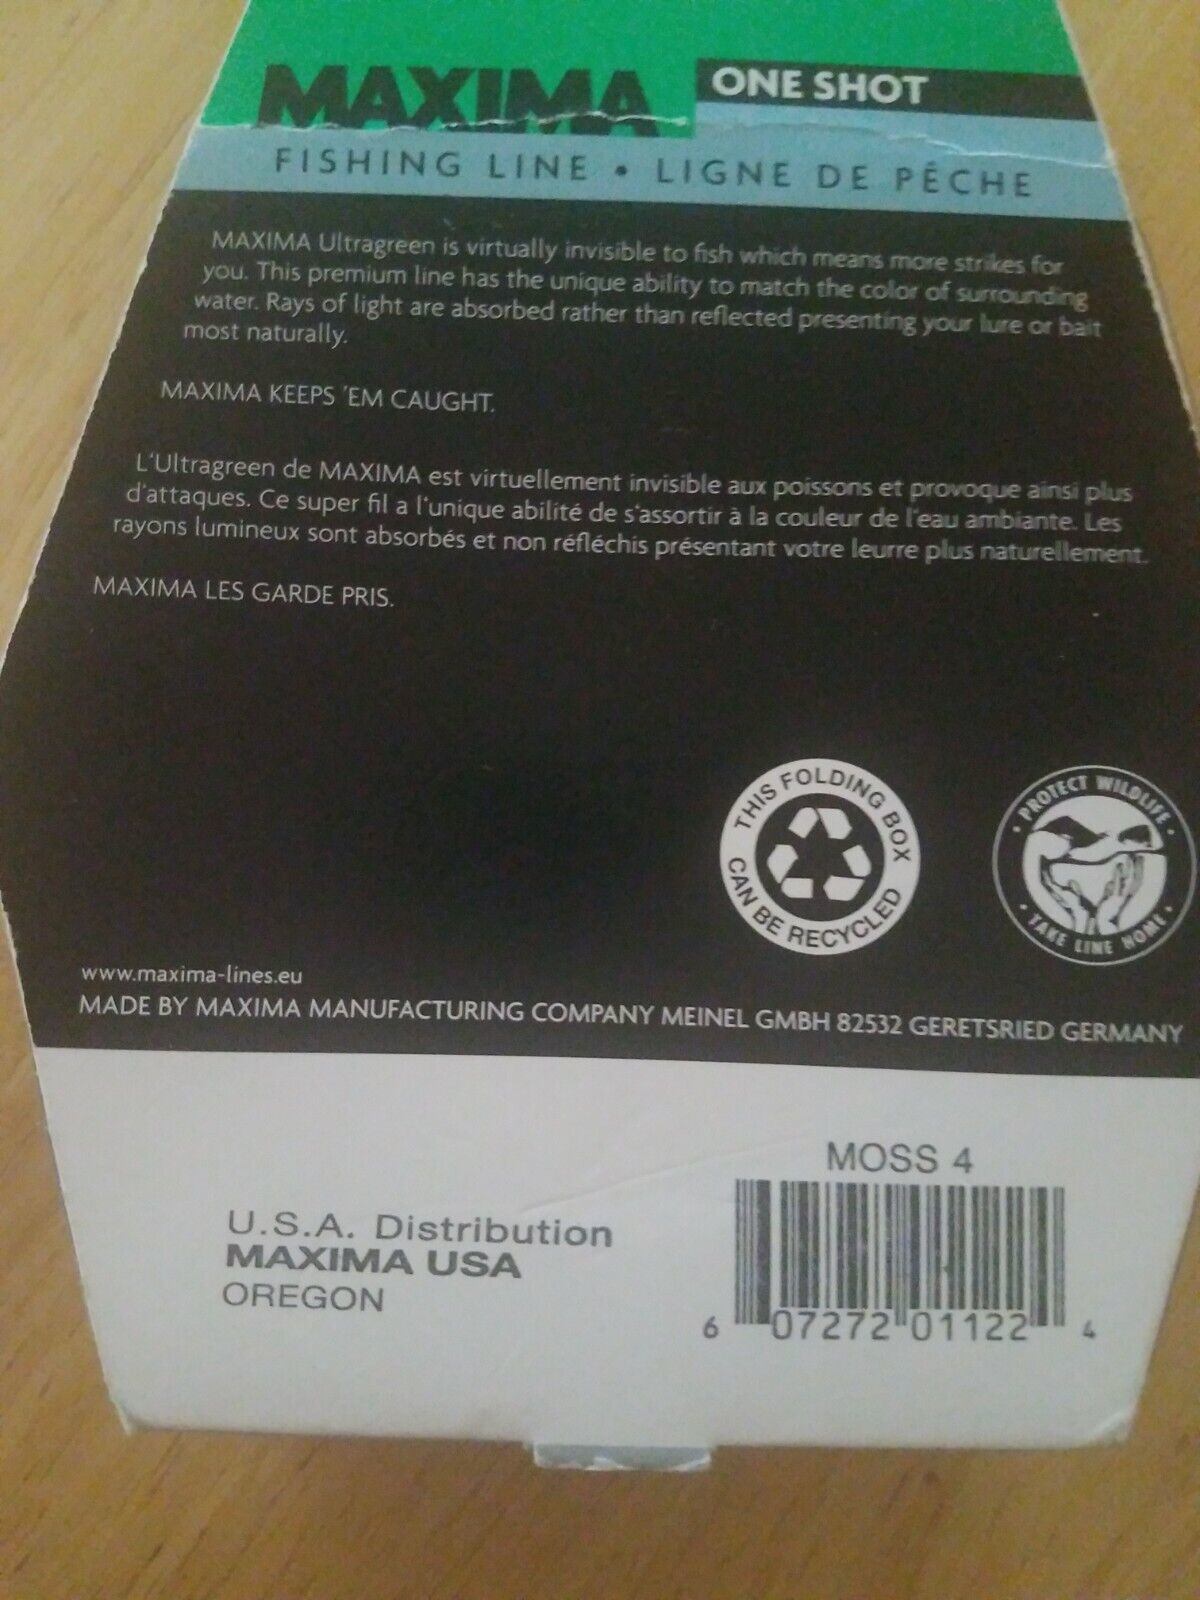 MAXIMA ONE SHOT
FISHING LINE • LIGNE DE PÊCHE
MAXIMA Ultragreen is virtually invisible to fish which means more strikes for
you. This premium line has the unique ability to match the color of surrounding
water. Rays of light are absorbed rather than reflected presenting your lure or bait
most naturally.
MAXIMA KEEPS 'EM CAUGHT.
L'Ultragreen de MAXIMA est virtuellement invisible aux poissons et provoque ainsi plus
d'attaques. Ce super fil a l'unique abilité de s'assortir à la couleur de l'eau ambiante. Les
rayons lumineux sont absorbés et non réfléchis présentant votre leurre plus naturellement.
MAXIMA LES GARDE PRIS.
THIS FOLDING BOX
CAN BE RECYCLED
• PROTECT WILDLIFE •
• TAKE LINE HOME •
www.maxima-lines.eu
MADE BY MAXIMA MANUFACTURING COMPANY MEINEL GMBH 82532 GERETSRIED GERMANY
MOSS 4
U.S.A. Distribution
MAXIMA USA
OREGON
6 07272 01122 4